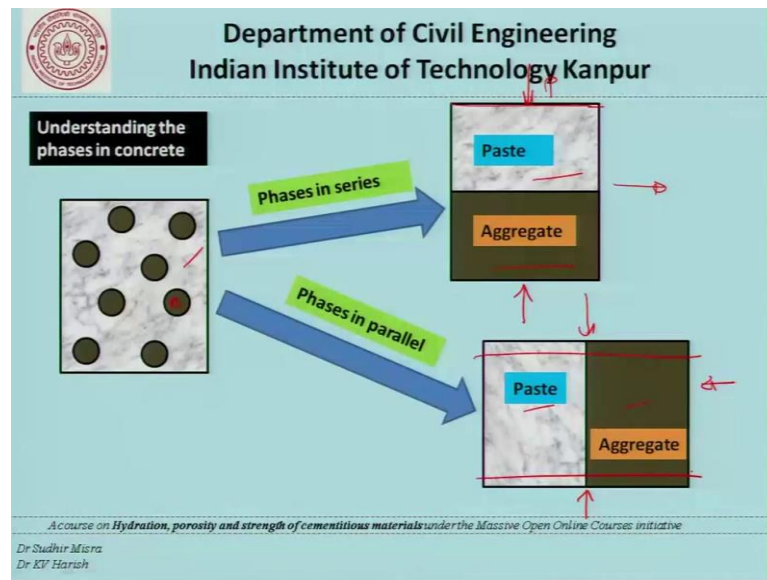 Department of Civil Engineering
Indian Institute of Technology Kanpur
Understanding the
phases in concrete
Phases in series
Paste
Aggregate
Phases in parallel
Paste
Aggregate
A course on Hydration, porosity and strength of cementitious materials under the Massive Open Online Courses initiative
Dr Sudhir Misra
Dr KV Harish